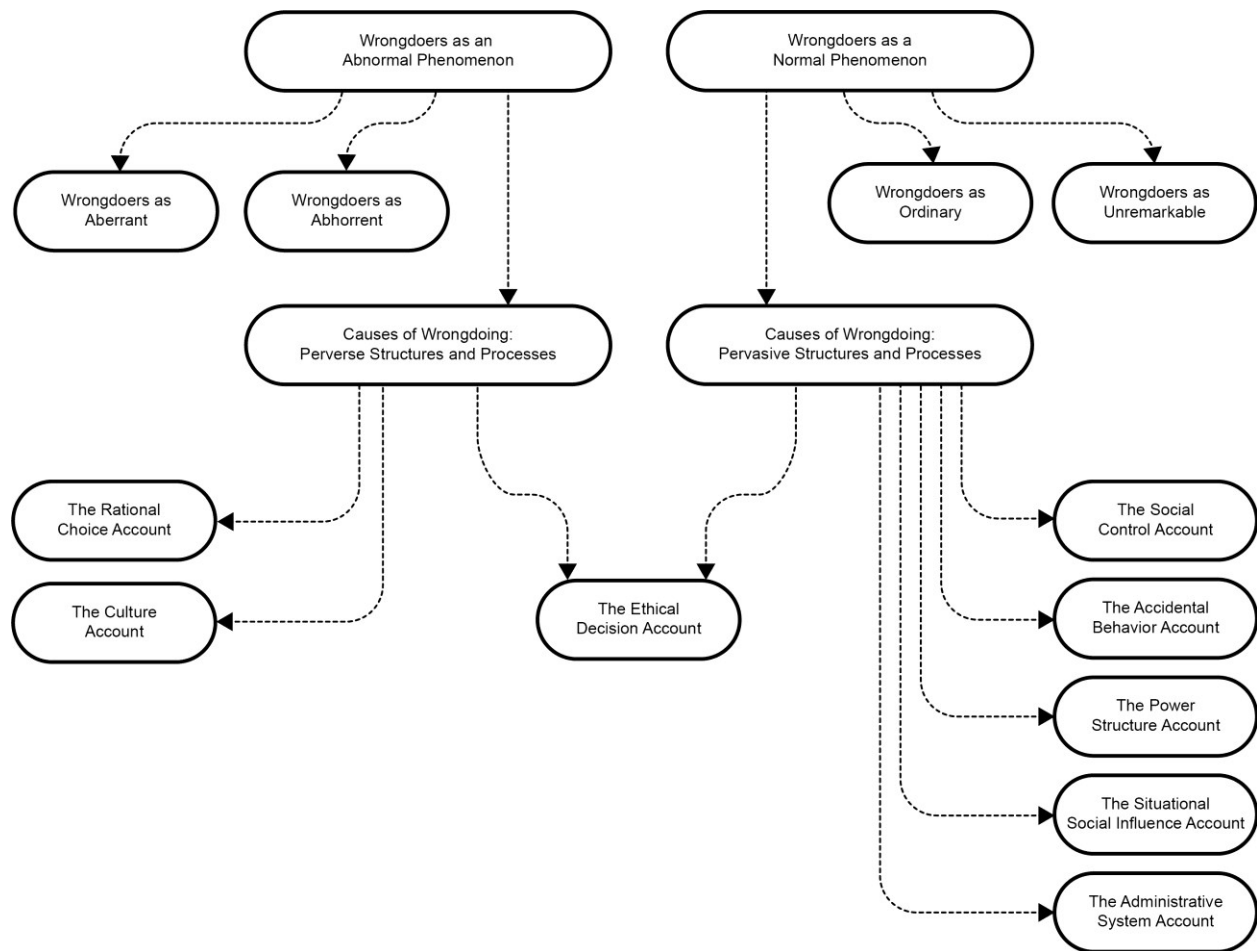 Wrongdoers as an
Abnormal Phenomenon
Wrongdoers as a
Normal Phenomenon
Wrongdoers as
Aberrant
Wrongdoers as
Abhorrent
Wrongdoers as
Ordinary
Wrongdoers as
Unremarkable
Causes of Wrongdoing:
Perverse Structures and Processes
Causes of Wrongdoing:
Pervasive Structures and Processes
The Rational
Choice Account
The Culture
Account
The Ethical
Decision Account
The Social
Control Account
The Accidental
Behavior Account
The Power
Structure Account
The Situational
Social Influence Account
The Administrative
System Account